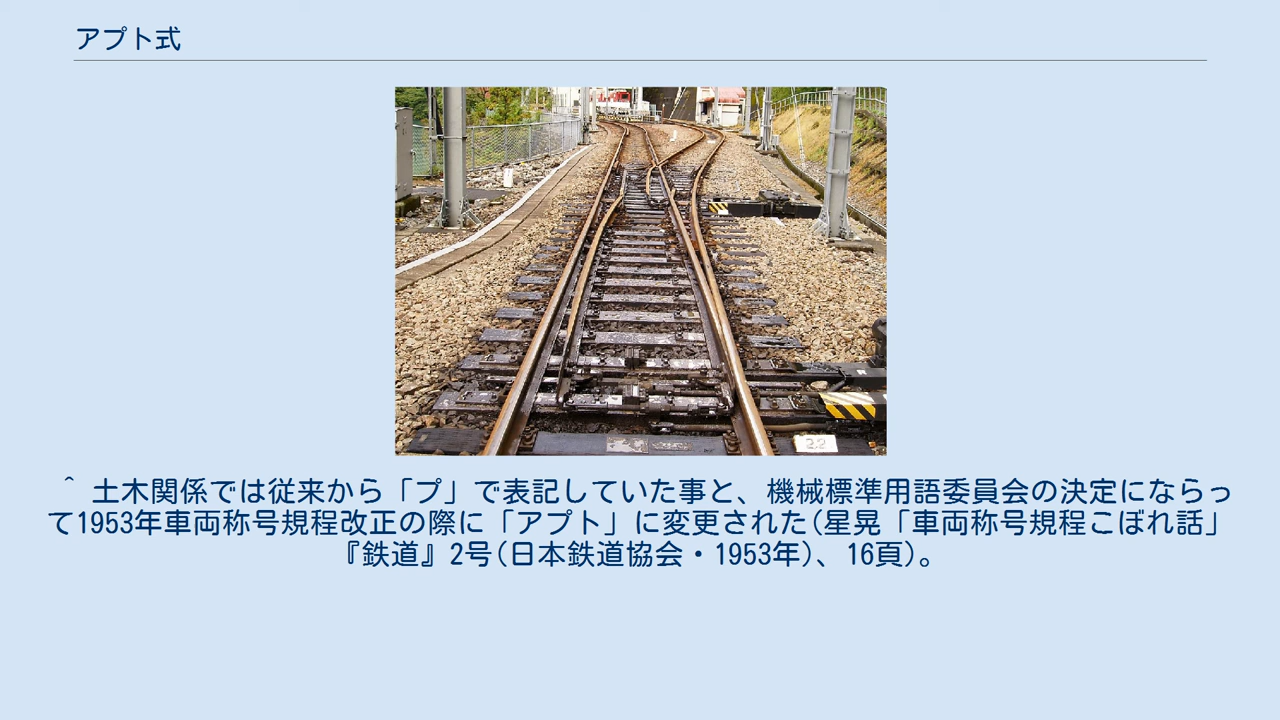 アプト式
22
^ 土木関係では従来から「プ」で表記していた事と、機械標準用語委員会の決定にならっ
て1953年車両称号規程改正の際に「アプト」に変更された(星晃「車両称号規程こぼれ話」
『鉄道』2号(日本鉄道協会・1953年)、16頁)。